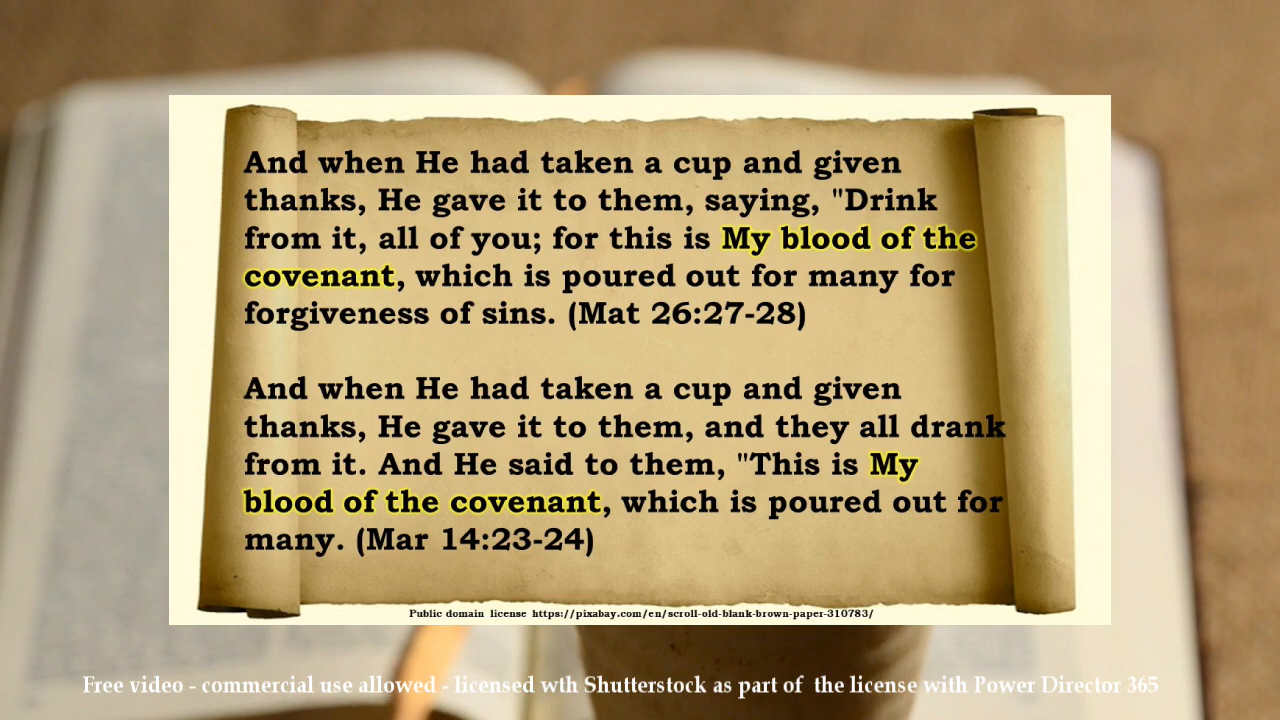 And when He had taken a cup and given
thanks, He gave it to them, saying, "Drink
from it, all of you; for this is My blood of the
covenant, which is poured out for many for
forgiveness of sins. (Mat 26:27-28)
And when He had taken a cup and given
thanks, He gave it to them, and they all drank
from it. And He said to them, "This is My
blood of the covenant, which is poured out for
many. (Mar 14:23-24)
Public domain license https://pixabay.com/en/scroll-old-blank-brown-paper-310783/
Free video - commercial use allowed - licensed wth Shutterstock as part of the license with Power Director 365